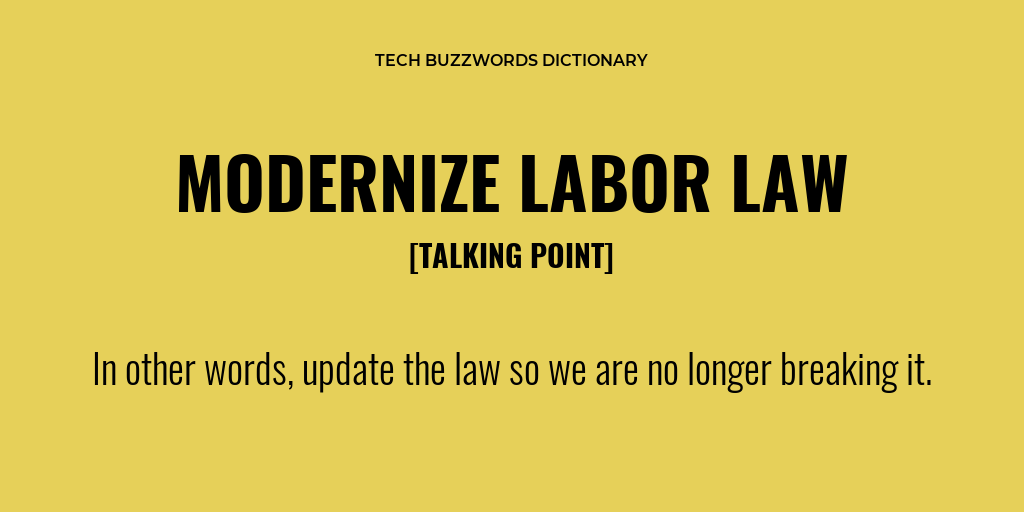 TECH BUZZWORDS DICTIONARY
MODERNIZE LABOR LAW
[TALKING POINT]
In other words, update the law so we are no longer breaking it.